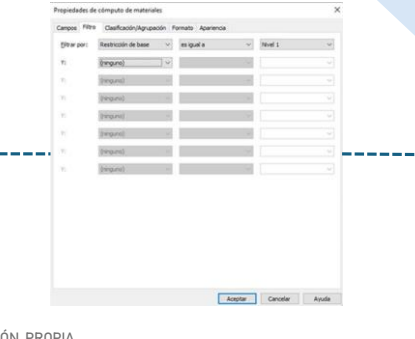 Propiedades de cómputo de materiales
Campos Filtro Clasificación/Agrupación Formato Apariencia
Filtrar por: Restricción de base es igual a Nivel 1
Y: (ninguno)
Y: (ninguno)
Y: (ninguno)
Y: (ninguno)
Y: (ninguno)
Y: (ninguno)
Y: (ninguno)
Aceptar Cancelar Ayuda
ÓN PROPIA